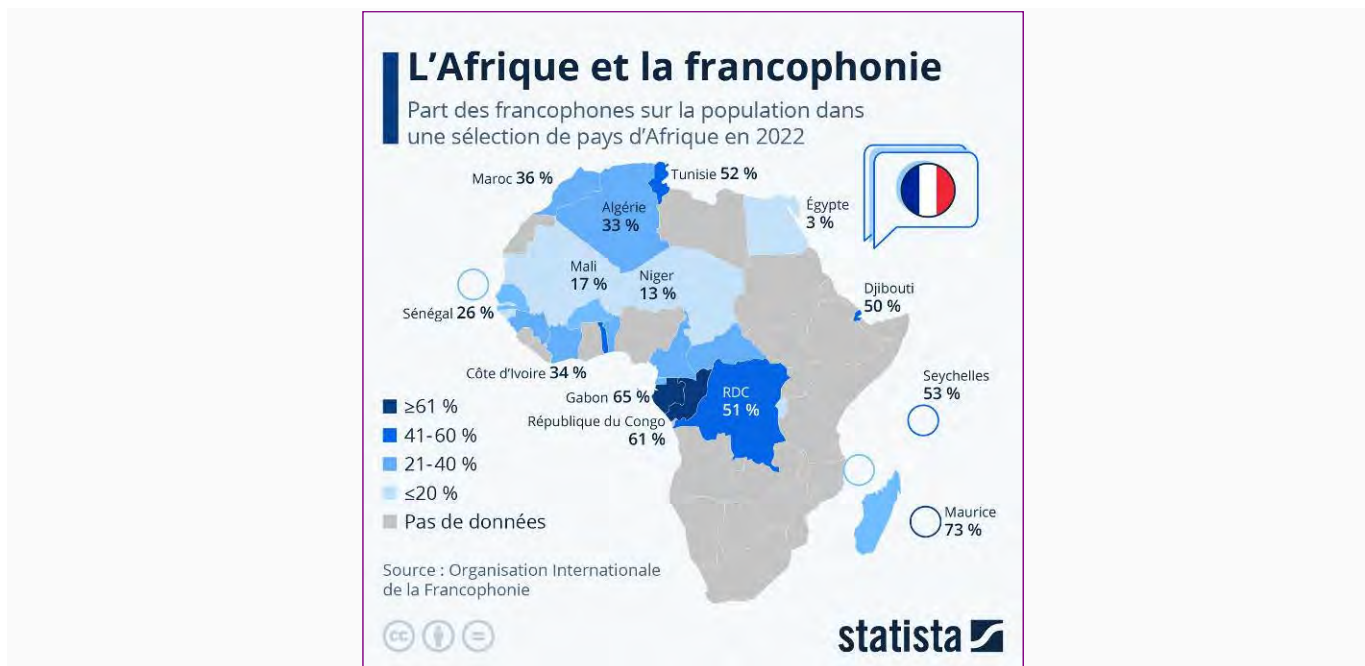 L’Afrique et la francophonie
Part des francophones sur la population dans
une sélection de pays d’Afrique en 2022
Maroc 36 %
Tunisie 52 %
Algérie
33 %
Égypte
3 %
Mali
17 %
Niger
13 %
Djibouti
50 %
Sénégal 26 %
Côte d’Ivoire 34 %
Gabon 65 %
République du Congo
61 %
RDC
51 %
Seychelles
53 %
Maurice
73 %
≥61 %
41-60 %
21-40 %
≤20 %
Pas de données
Source : Organisation Internationale
de la Francophonie
cc
statista